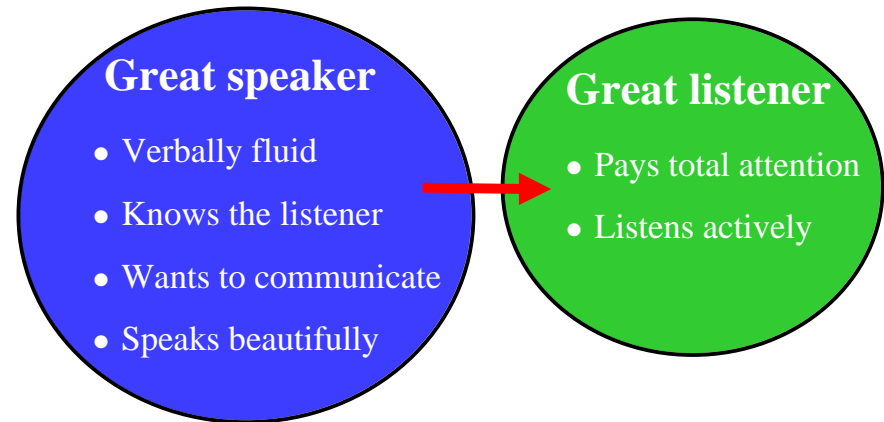 Great speaker
● Verbally fluid
● Knows the listener
● Wants to communicate
● Speaks beautifully
Great listener
● Pays total attention
● Listens actively